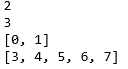 2
3
[0, 1]
[3, 4, 5, 6, 7]